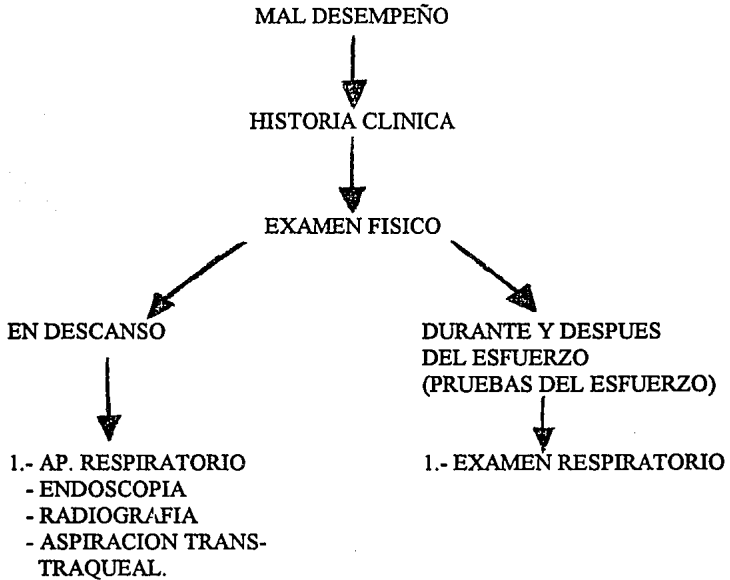 MAL DESEMPEÑO
HISTORIA CLINICA
EXAMEN FISICO
EN DESCANSO
DURANTE Y DESPUES
DEL ESFUERZO
(PRUEBAS DEL ESFUERZO)
1.- AP. RESPIRATORIO
- ENDOSCOPIA
- RADIOGRAFIA
- ASPIRACION TRANS-
TRAQUEAL.
1.- EXAMEN RESPIRATORIO